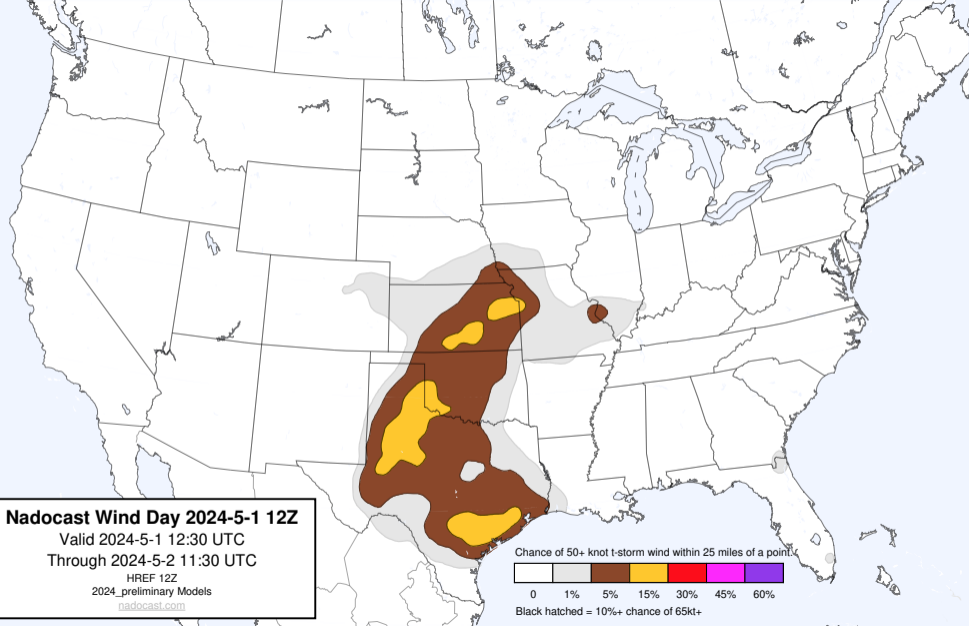 Nadocast Wind Day 2024-5-1 12Z
Valid 2024-5-1 12:30 UTC
Through 2024-5-2 11:30 UTC
HREF 12Z
2024_preliminary Models
nadocast.com
Chance of 50+ knot t-storm wind within 25 miles of a point.
0 1% 5% 15% 30% 45% 60%
Black hatched = 10%+ chance of 65kt+